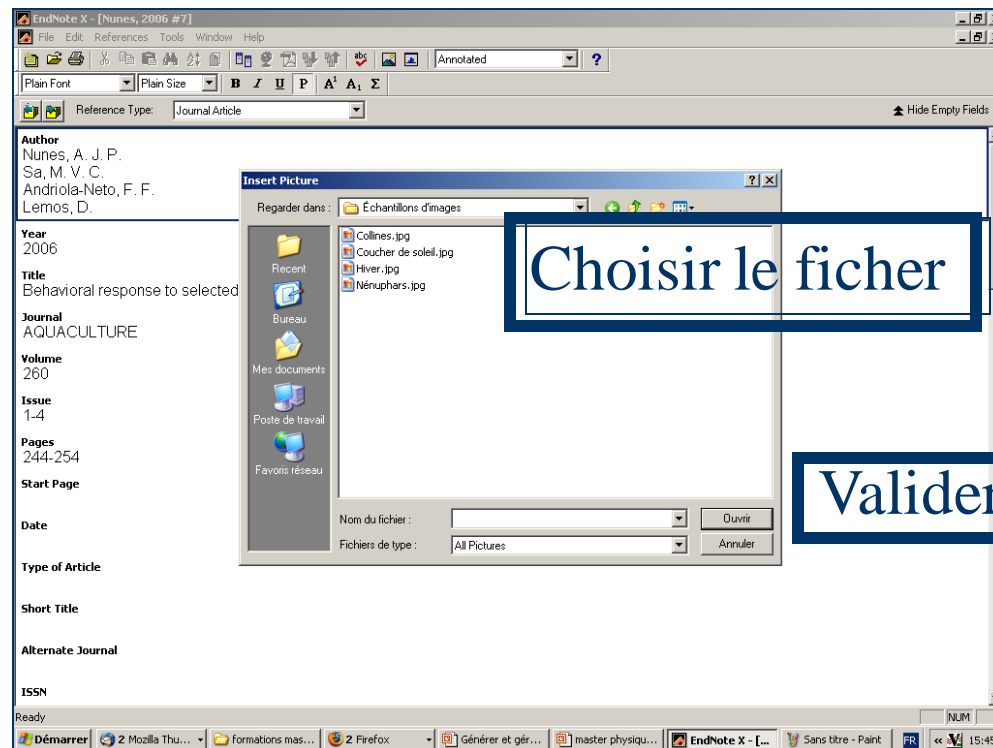 EndNote X - [Nunes, 2006 #7]
File Edit References Tools Window Help
Annotated
Plain Font Plain Size B I U P A¹ A₁ Σ
Reference Type: Journal Article Hide Empty Fields
Author
Nunes, A. J. P.
Sa, M. V. C.
Andriola-Neto, F. F.
Lemos, D.
Year
2006
Title
Behavioral response to selected
Journal
AQUACULTURE
Volume
260
Issue
1-4
Pages
244-254
Start Page
Date
Type of Article
Short Title
Alternate Journal
ISSN
Insert Picture
Regarder dans : Échantillons d'images
Recent
Bureau
Mes documents
Poste de travail
Favoris réseau
Collines.jpg
Coucher de soleil.jpg
Hiver.jpg
Nénuphars.jpg
Nom du fichier : Ouvrir
Fichiers de type : All Pictures Annuler
Choisir le ficher
Valider
Ready NUM
Démarrer 2 Mozilla Thu... formations mas... 2 Firefox Générer et gér... master physiqu... EndNote X - [... Sans titre - Paint FR « 15:45